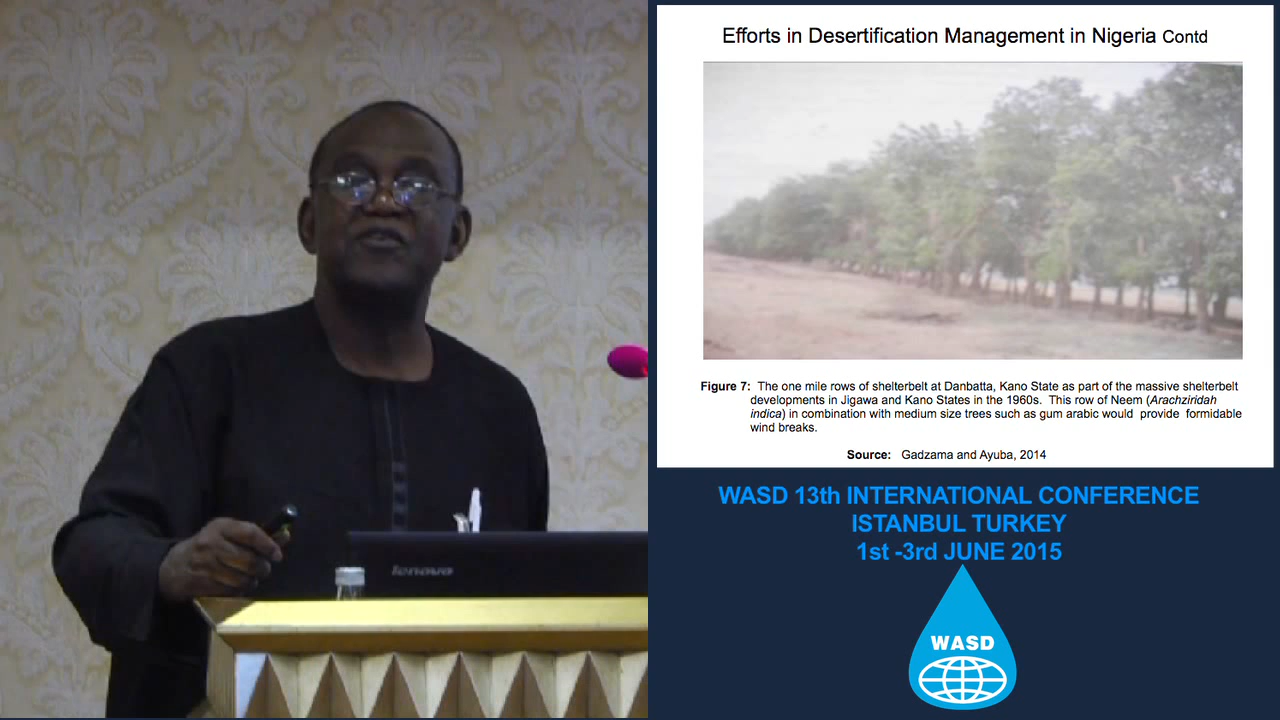 Efforts in Desertification Management in Nigeria Contd
Figure 7: The one mile rows of shelterbelt at Danbatta, Kano State as part of the massive shelterbelt
developments in Jigawa and Kano States in the 1960s. This row of Neem (Arachziridah
indica) in combination with medium size trees such as gum arabic would provide formidable
wind breaks.
Source: Gadzama and Ayuba, 2014
lenovo
WASD 13th INTERNATIONAL CONFERENCE
ISTANBUL TURKEY
1st -3rd JUNE 2015
WASD